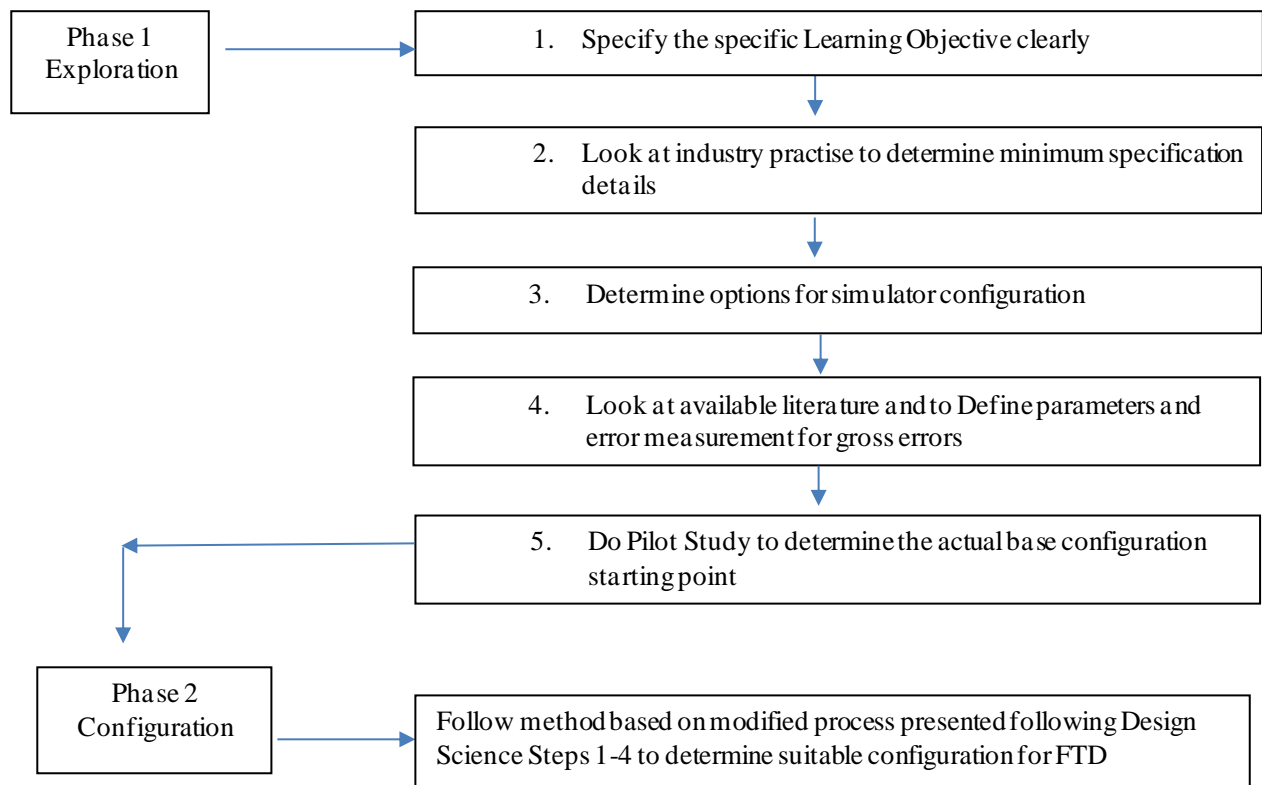 Phase 1
Exploration
1. Specify the specific Learning Objective clearly
2. Look at industry practise to determine minimum specification
details
3. Determine options for simulator configuration
4. Look at available literature and to Define parameters and
error measurement for gross errors
5. Do Pilot Study to determine the actual base configuration
starting point
Phase 2
Configuration
Follow method based on modified process presented following Design
Science Steps 1-4 to determine suitable configuration for FTD